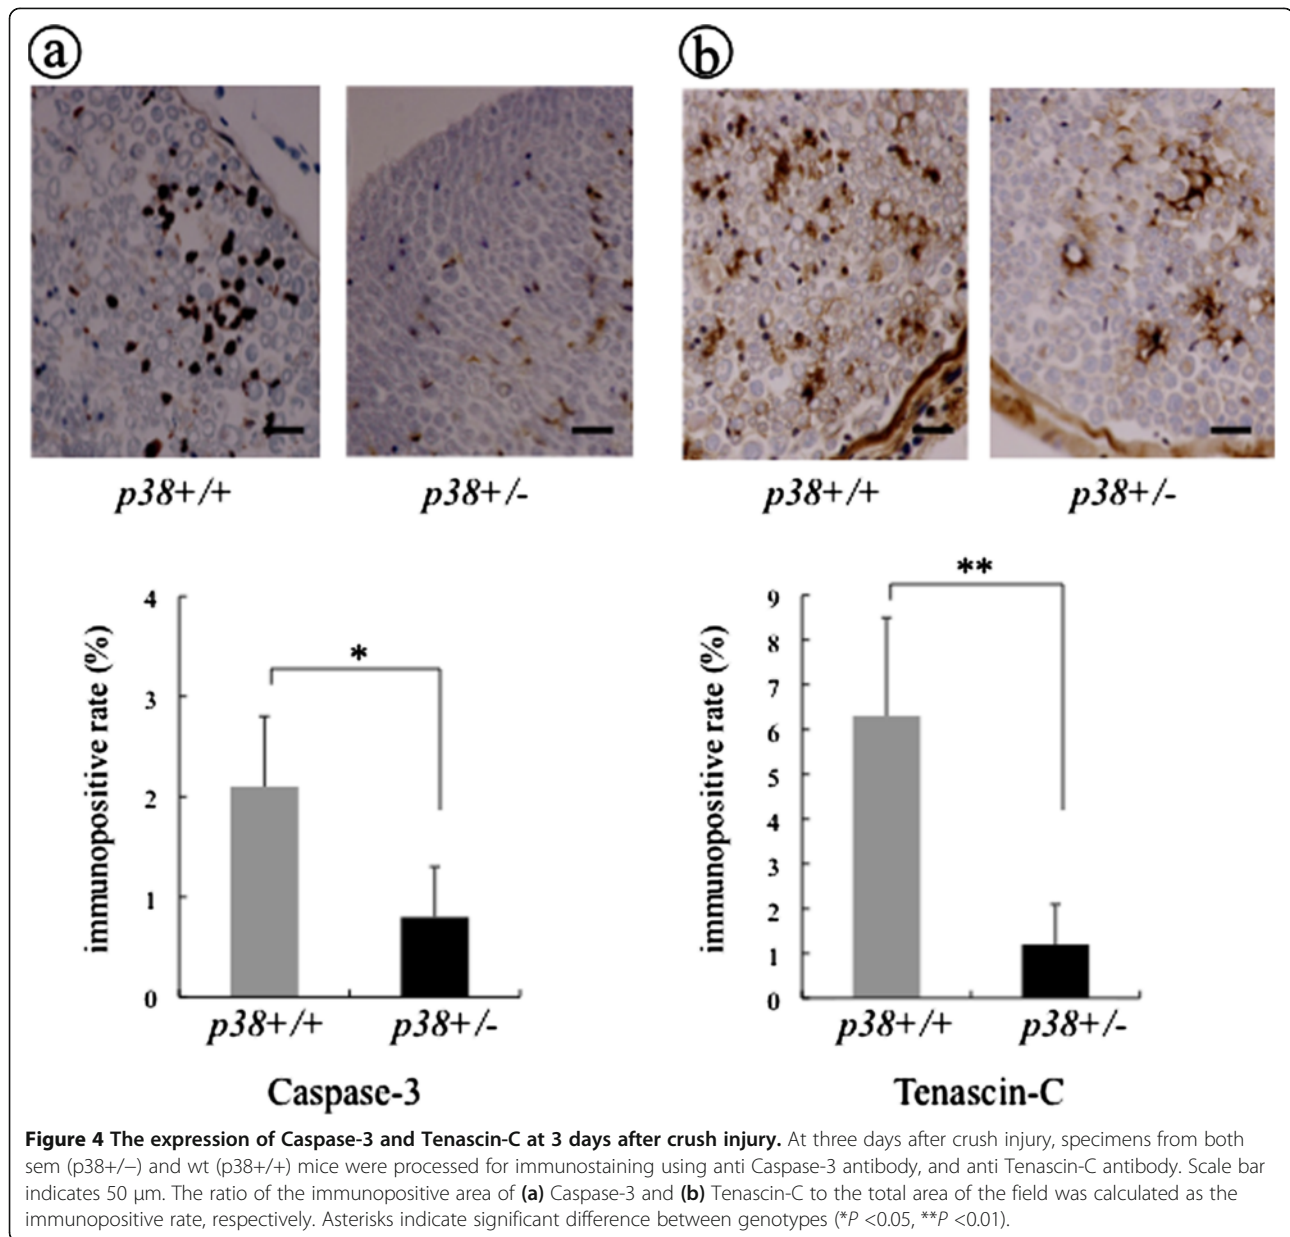 a
b
p38+/+
p38+/-
p38+/+
p38+/-
immunopositive rate (%)
4
3
2
1
0
*
p38+/+
p38+/-
Caspase-3
immunopositive rate (%)
9
8
7
6
5
4
3
2
1
0
**
p38+/+
p38+/-
Tenascin-C
Figure 4 The expression of Caspase-3 and Tenascin-C at 3 days after crush injury. At three days after crush injury, specimens from both
sem (p38+/−) and wt (p38+/+) mice were processed for immunostaining using anti Caspase-3 antibody, and anti Tenascin-C antibody. Scale bar
indicates 50 μm. The ratio of the immunopositive area of (a) Caspase-3 and (b) Tenascin-C to the total area of the field was calculated as the
immunopositive rate, respectively. Asterisks indicate significant difference between genotypes (*P <0.05, **P <0.01).